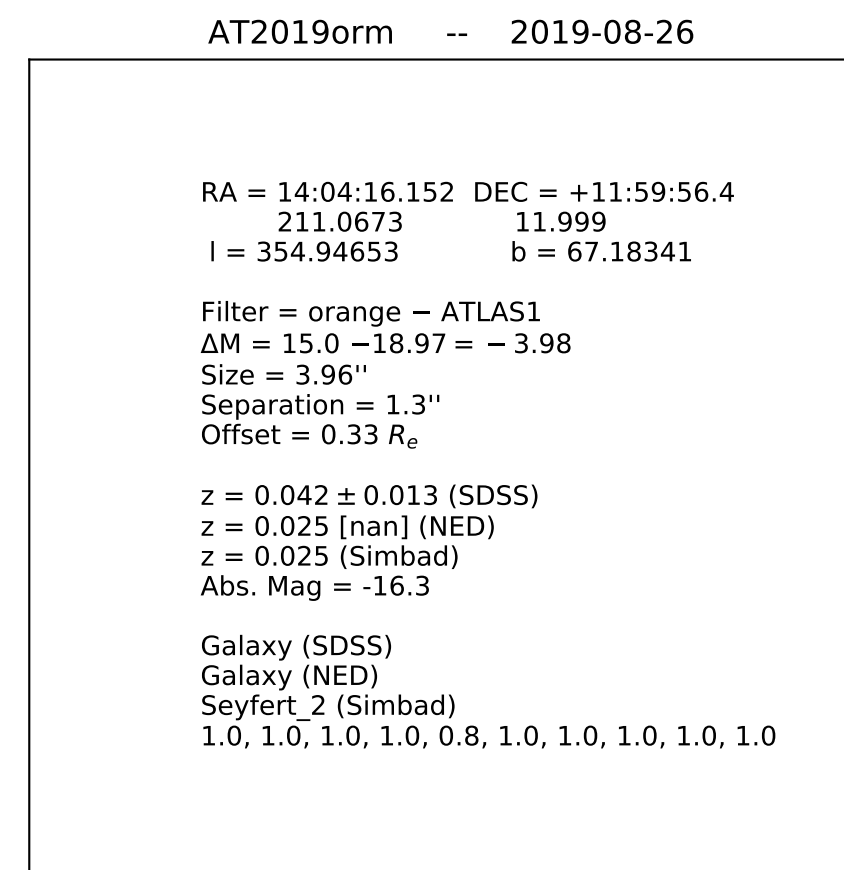 AT2019orm -- 2019-08-26
RA = 14:04:16.152 DEC = +11:59:56.4
211.0673 11.999
l = 354.94653 b = 67.18341
Filter = orange − ATLAS1
ΔM = 15.0 −18.97 = − 3.98
Size = 3.96''
Separation = 1.3''
Offset = 0.33 Re
z = 0.042 ± 0.013 (SDSS)
z = 0.025 [nan] (NED)
z = 0.025 (Simbad)
Abs. Mag = -16.3
Galaxy (SDSS)
Galaxy (NED)
Seyfert_2 (Simbad)
1.0, 1.0, 1.0, 1.0, 0.8, 1.0, 1.0, 1.0, 1.0, 1.0